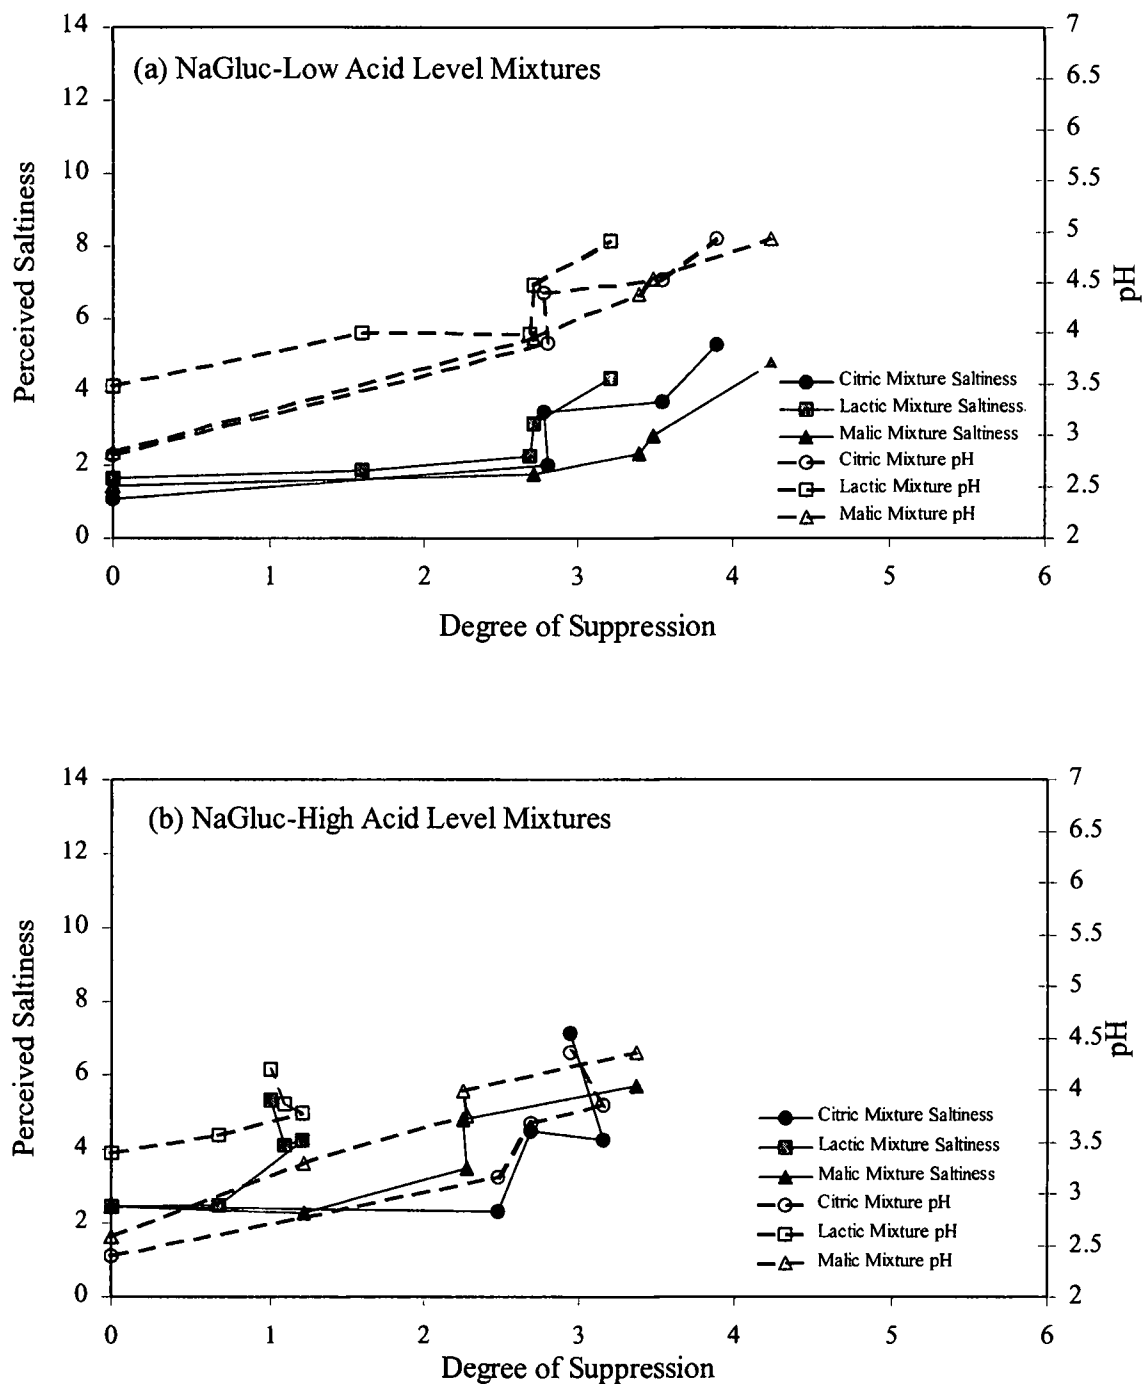 14
12
10
8
6
4
2
0
Perceived Saltiness
(a) NaGluc-Low Acid Level Mixtures
7
6.5
6
5.5
5
4.5
4
3.5
3
2.5
2
pH
Citric Mixture Saltiness
Lactic Mixture Saltiness
Malic Mixture Saltiness
Citric Mixture pH
Lactic Mixture pH
Malic Mixture pH
0 1 2 3 4 5 6
Degree of Suppression
14
12
10
8
6
4
2
0
Perceived Saltiness
(b) NaGluc-High Acid Level Mixtures
7
6.5
6
5.5
5
4.5
4
3.5
3
2.5
2
pH
Citric Mixture Saltiness
Lactic Mixture Saltiness
Malic Mixture Saltiness
Citric Mixture pH
Lactic Mixture pH
Malic Mixture pH
0 1 2 3 4 5 6
Degree of Suppression